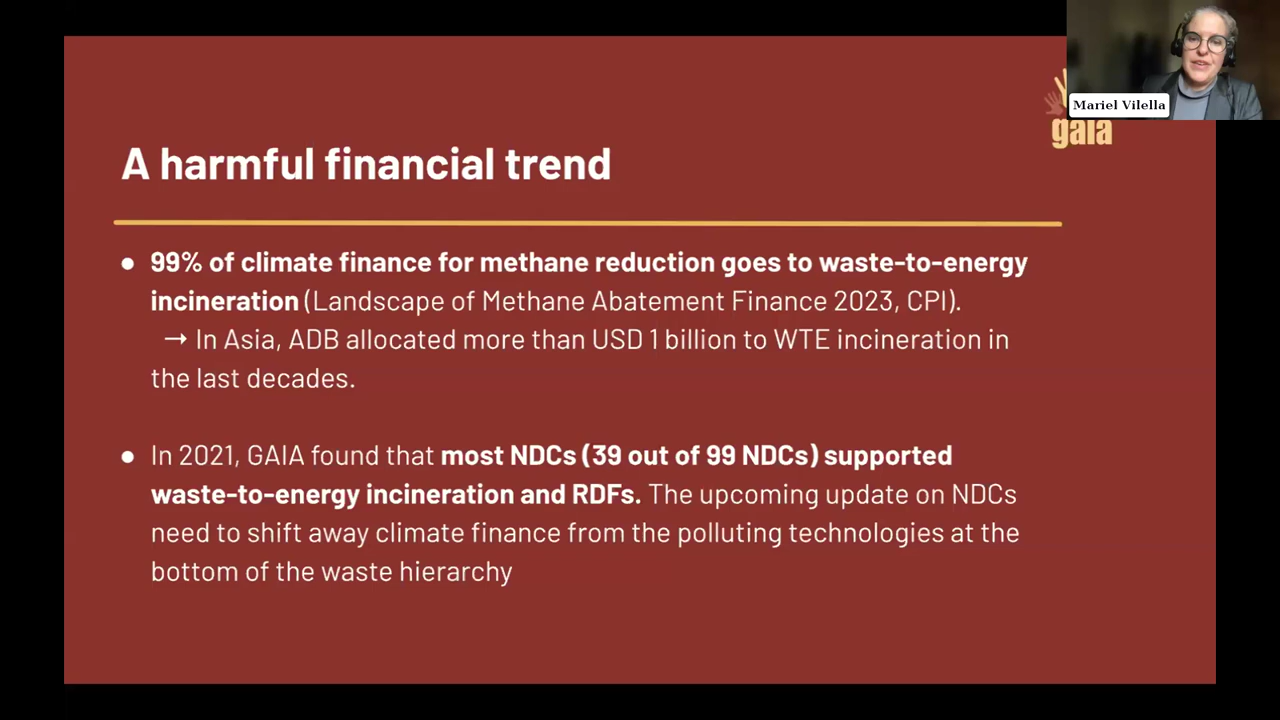 Mariel Vilella
gaia
A harmful financial trend
● 99% of climate finance for methane reduction goes to waste-to-energy
incineration (Landscape of Methane Abatement Finance 2023, CPI).
→ In Asia, ADB allocated more than USD 1 billion to WTE incineration in
the last decades.
● In 2021, GAIA found that most NDCs (39 out of 99 NDCs) supported
waste-to-energy incineration and RDFs. The upcoming update on NDCs
need to shift away climate finance from the polluting technologies at the
bottom of the waste hierarchy